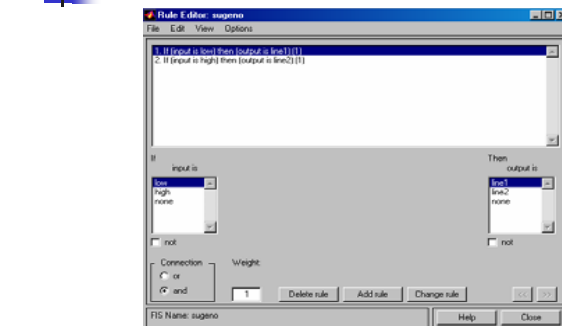 Rule Editor: sugeno
File Edit View Options
1. If (input is low) then (output is line1) (1)
2. If (input is high) then (output is line2) (1)
If
Then
input is
output is
low
high
none
line1
line2
none
not
not
Connection
or
and
Weight:
1
Delete rule
Add rule
Change rule
<<
>>
FIS Name: sugeno
Help
Close